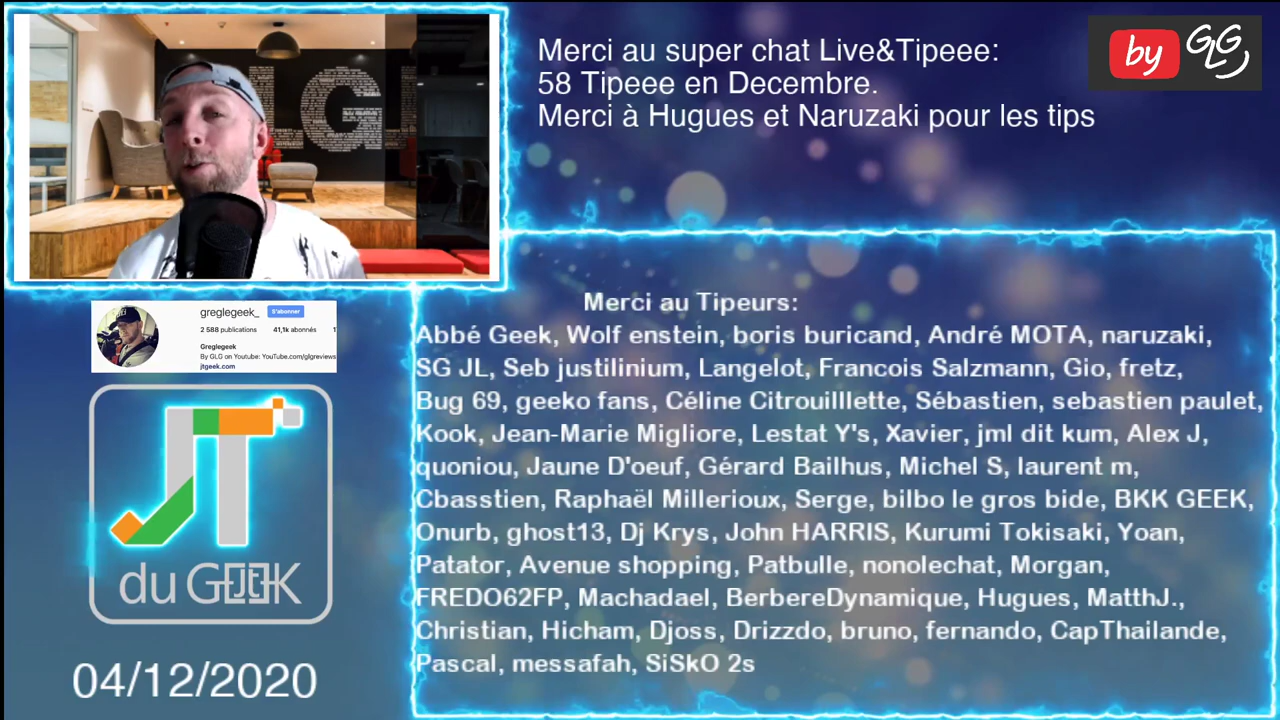 Merci au super chat Live&Tipeee:
58 Tipeee en Decembre.
Merci à Hugues et Naruzaki pour les tips
by GLG
GLG
greglegeek_ S'abonner
2 588 publications 41,1k abonnés 1
Greglegeek
By GLG on Youtube: YouTube.com/glgreviews
jtgeek.com
JT
du GEEK
04/12/2020
Merci au Tipeurs:
Abbé Geek, Wolf enstein, boris buricand, André MOTA, naruzaki,
SG JL, Seb justilinium, Langelot, Francois Salzmann, Gio, fretz,
Bug 69, geeko fans, Céline Citrouilllette, Sébastien, sebastien paulet,
Kook, Jean-Marie Migliore, Lestat Y's, Xavier, jml dit kum, Alex J,
quoniou, Jaune D'oeuf, Gérard Bailhus, Michel S, laurent m,
Cbasstien, Raphaël Millerioux, Serge, bilbo le gros bide, BKK GEEK,
Onurb, ghost13, Dj Krys, John HARRIS, Kurumi Tokisaki, Yoan,
Patator, Avenue shopping, Patbulle, nonolechat, Morgan,
FREDO62FP, Machadael, BerbereDynamique, Hugues, MatthJ.,
Christian, Hicham, Djoss, Drizzdo, bruno, fernando, CapThailande,
Pascal, messafah, SiSkO 2s